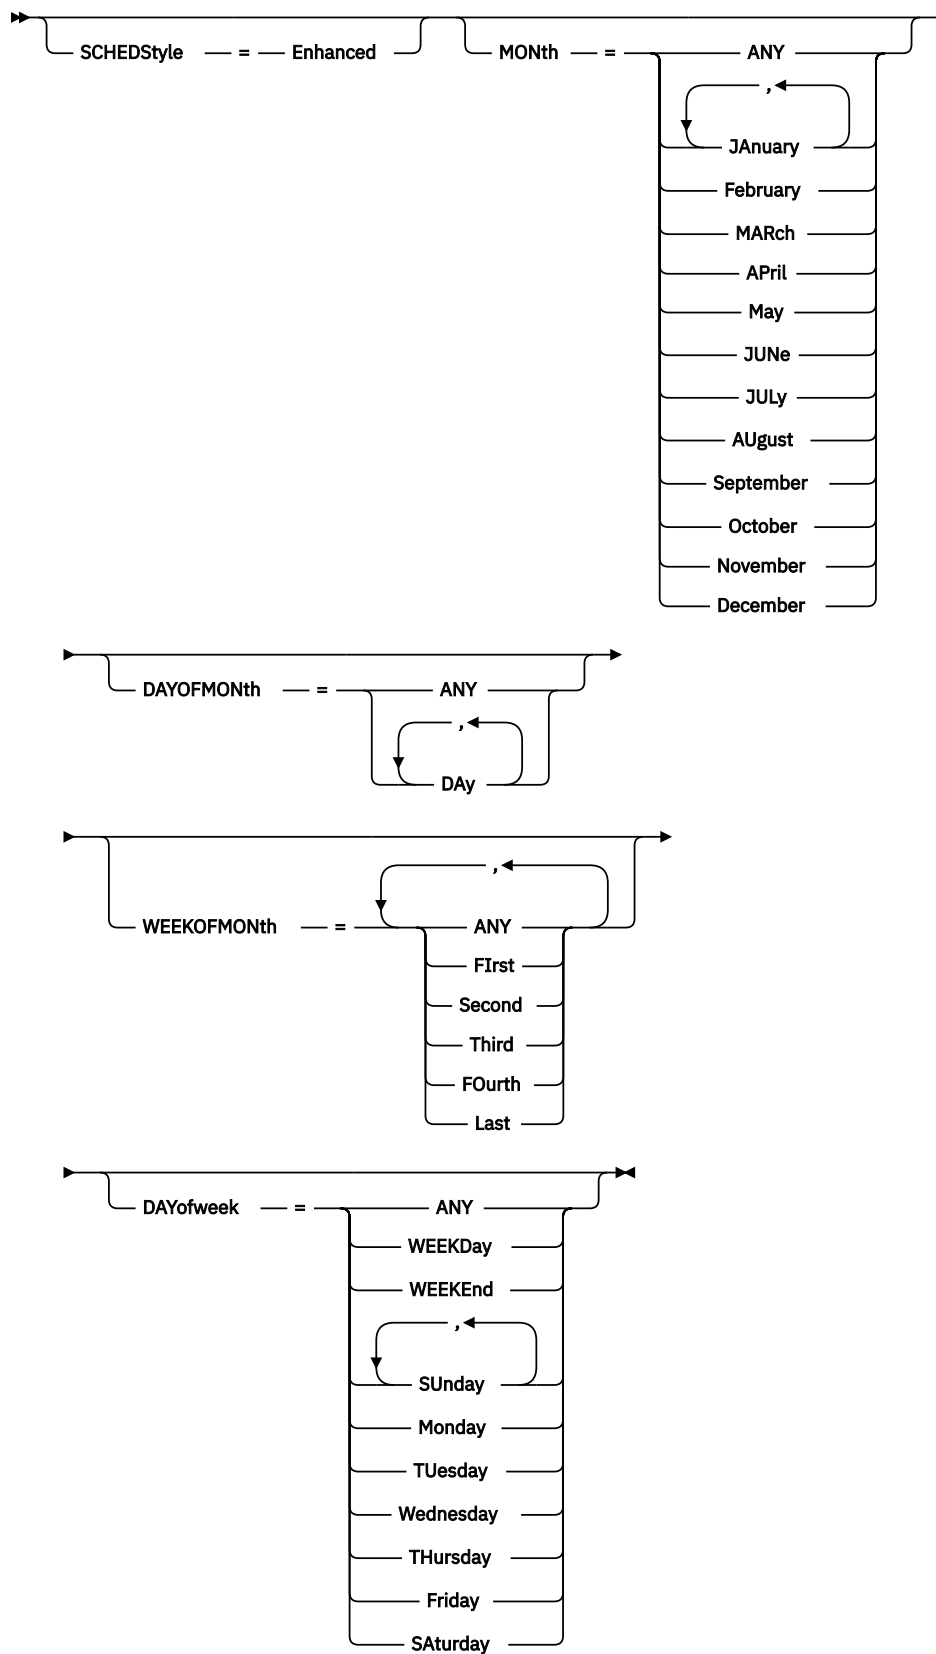 SCHEDStyle = Enhanced MONth = ANY
,
JAnuary
February
MARch
APril
May
JUNe
JULy
AUgust
September
October
November
December
DAYOFMONth = ANY
,
DAy
,
WEEKOFMONth = ANY
FIrst
Second
Third
FOurth
Last
DAYofweek = ANY
WEEKDay
WEEKEnd
,
SUnday
Monday
TUesday
Wednesday
THursday
Friday
SAturday